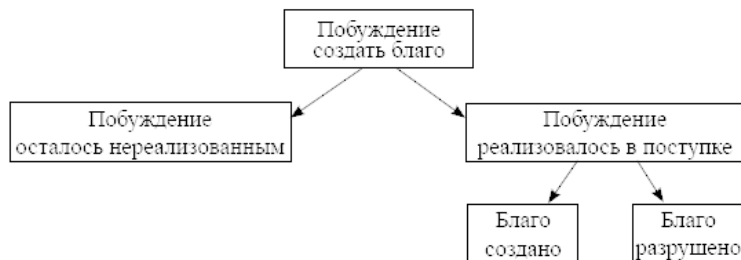 Побуждение
создать благо
Побуждение
осталось нереализованным
Побуждение
реализовалось в поступке
Благо
создано
Благо
разрушено